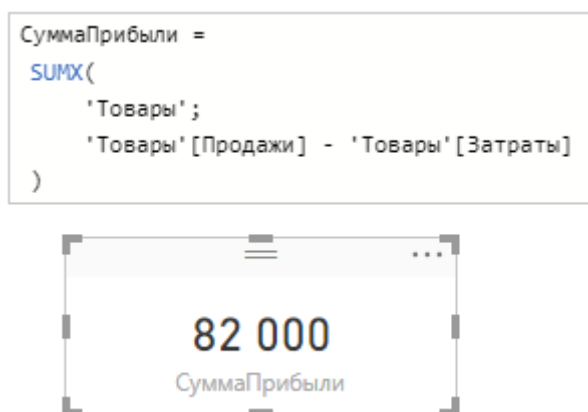 СуммаПрибыли =
SUMX(
'Товары';
'Товары'[Продажи] - 'Товары'[Затраты]
)
82 000
СуммаПрибыли